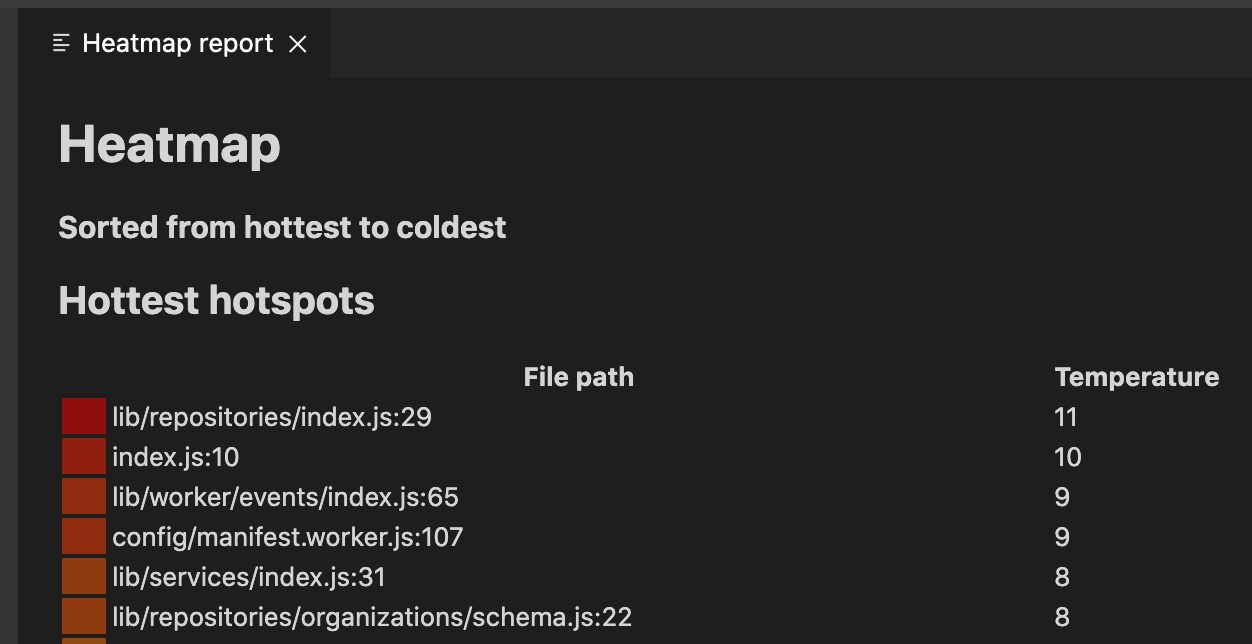 Heatmap report
Heatmap
Sorted from hottest to coldest
Hottest hotspots
File path Temperature
lib/repositories/index.js:29 11
index.js:10 10
lib/worker/events/index.js:65 9
config/manifest.worker.js:107 9
lib/services/index.js:31 8
lib/repositories/organizations/schema.js:22 8